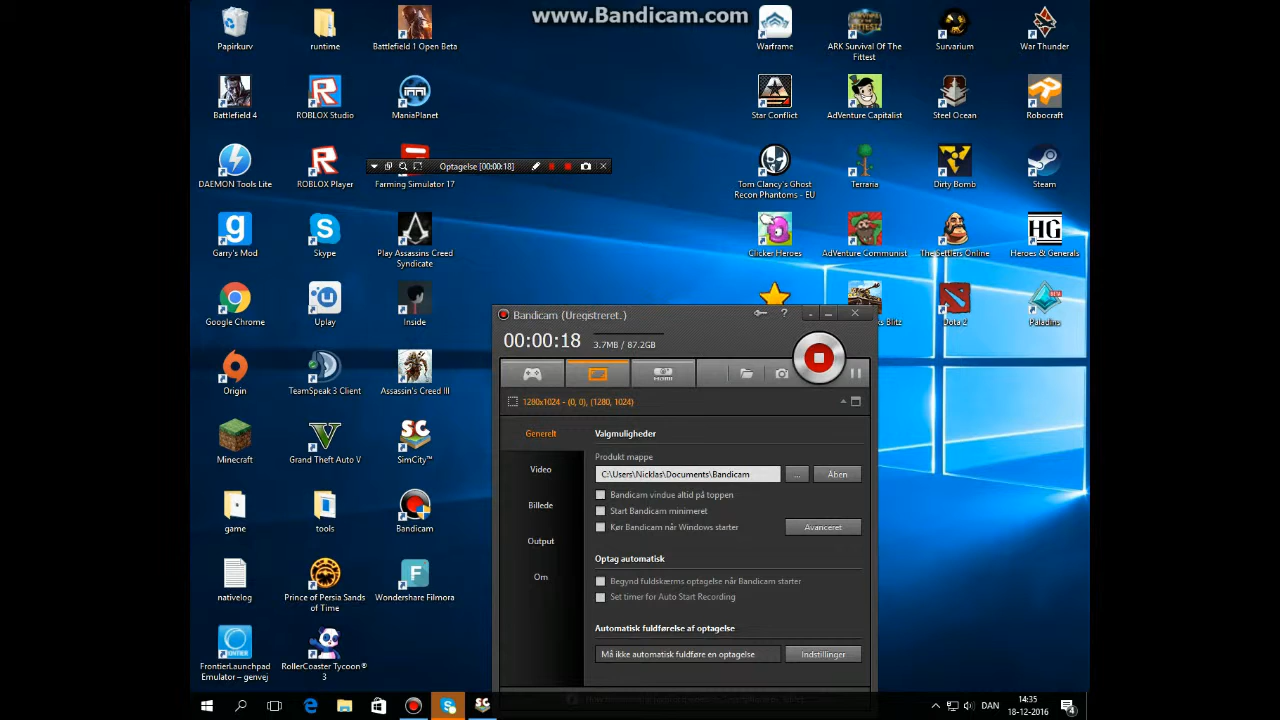 www.Bandicam.com
Papirkurv
runtime
Battlefield 1 Open Beta
Warframe
ARK Survival Of The
Fittest
Survarium
War Thunder
Battlefield 4
ROBLOX Studio
ManiaPlanet
Star Conflict
AdVenture Capitalist
Steel Ocean
Robocraft
Optagelse [00:00:18]
DAEMON Tools Lite
ROBLOX Player
Farming Simulator 17
Tom Clancy's Ghost
Recon Phantoms - EU
Terraria
Dirty Bomb
Steam
HG
Garry's Mod
Skype
Play Assassins Creed
Syndicate
Clicker Heroes
AdVenture Communist
The Settlers Online
Heroes & Generals
Google Chrome
Uplay
Inside
ks Blitz
Dota 2
Paladins
Bandicam (Uregistreret.)
00:00:18
3.7MB / 87.2GB
Origin
TeamSpeak 3 Client
Assassin's Creed III
1280x1024 - (0, 0), (1280, 1024)
Generelt
Valgmuligheder
Minecraft
Grand Theft Auto V
SimCity™
Produkt mappe
Video
C:\Users\Nicklas\Documents\Bandicam
...
Åben
Bandicam vindue altid på toppen
Billede
Start Bandicam minimeret
game
tools
Bandicam
Kør Bandicam når Windows starter
Avanceret
Output
Optag automatisk
Om
Begynd fuldskærms optagelse når Bandicam starter
nativelog
Prince of Persia Sands
of Time
Wondershare Filmora
Set timer for Auto Start Recording
Automatisk fuldførelse af optagelse
Må ikke automatisk fuldføre en optagelse
Indstillinger
FrontierLaunchpad
Emulator – genvej
RollerCoaster Tycoon®
3
DAN
14:35
18-12-2016
4